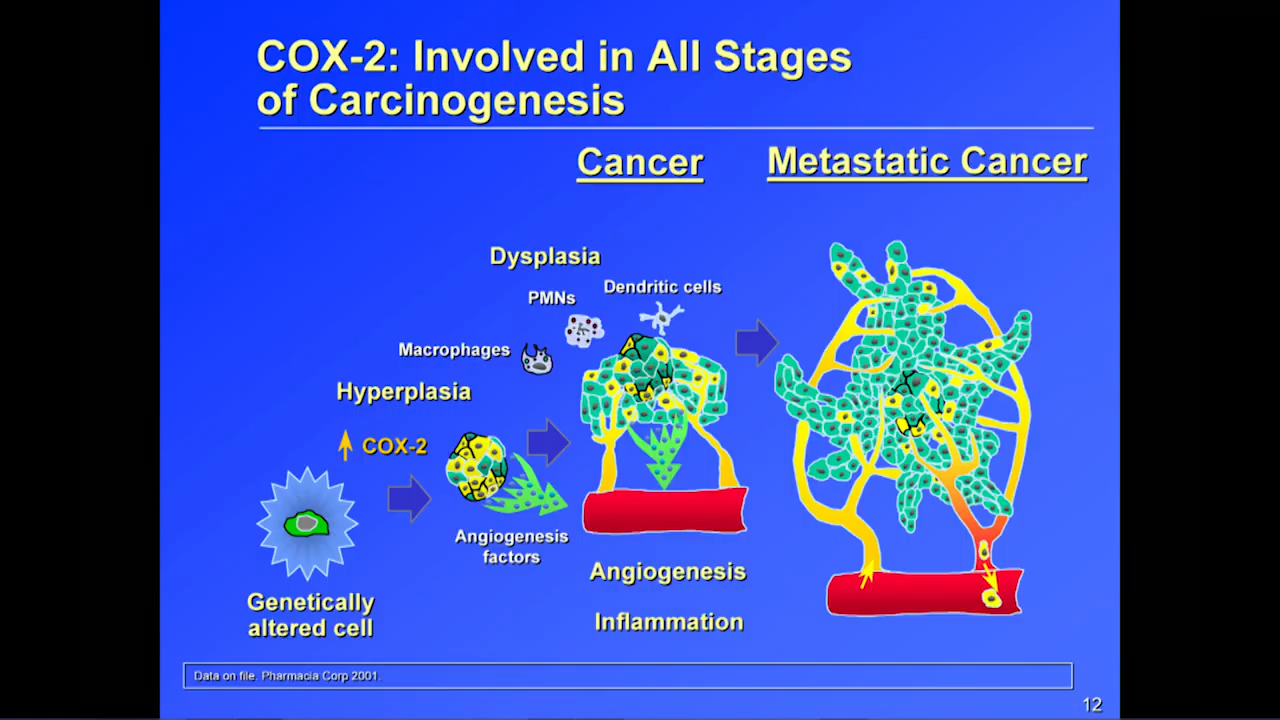 COX-2: Involved in All Stages
of Carcinogenesis
Cancer
Metastatic Cancer
Dysplasia
Dendritic cells
PMNs
Macrophages
Hyperplasia
COX-2
Angiogenesis
factors
Angiogenesis
Inflammation
Genetically
altered cell
Data on file. Pharmacia Corp 2001.
12